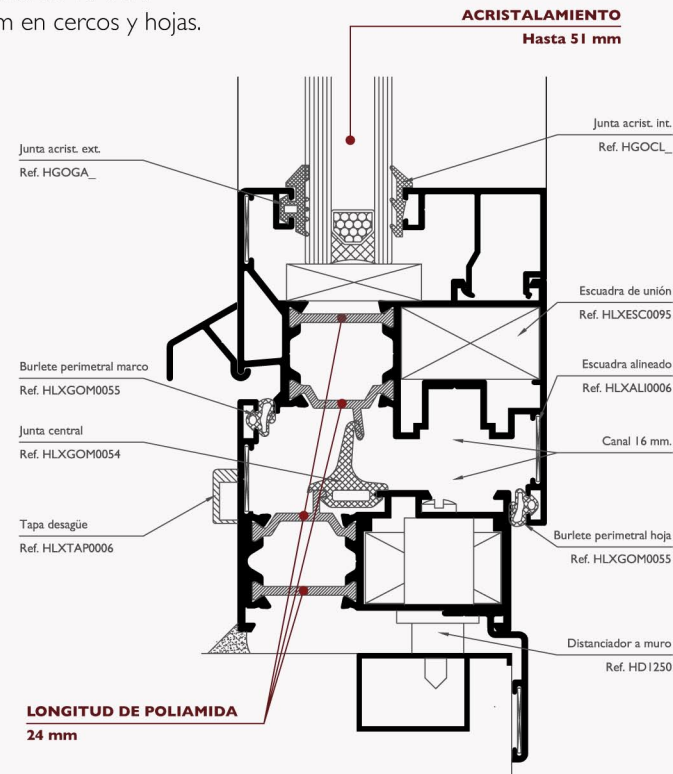 m en cercos y hojas.
ACRISTALAMIENTO
Hasta 51 mm
Junta acrist. ext.
Ref. HGOGA_
Junta acrist. int.
Ref. HGOCL_
Escuadra de unión
Ref. HLXESC0095
Burlete perimetral marco
Ref. HLXGOM0055
Escuadra alineado
Ref. HLXALI0006
Junta central
Ref. HLXGOM0054
Canal 16 mm.
Tapa desagüe
Ref. HLXTAP0006
Burlete perimetral hoja
Ref. HLXGOM0055
Distanciador a muro
Ref. HD1250
LONGITUD DE POLIAMIDA
24 mm